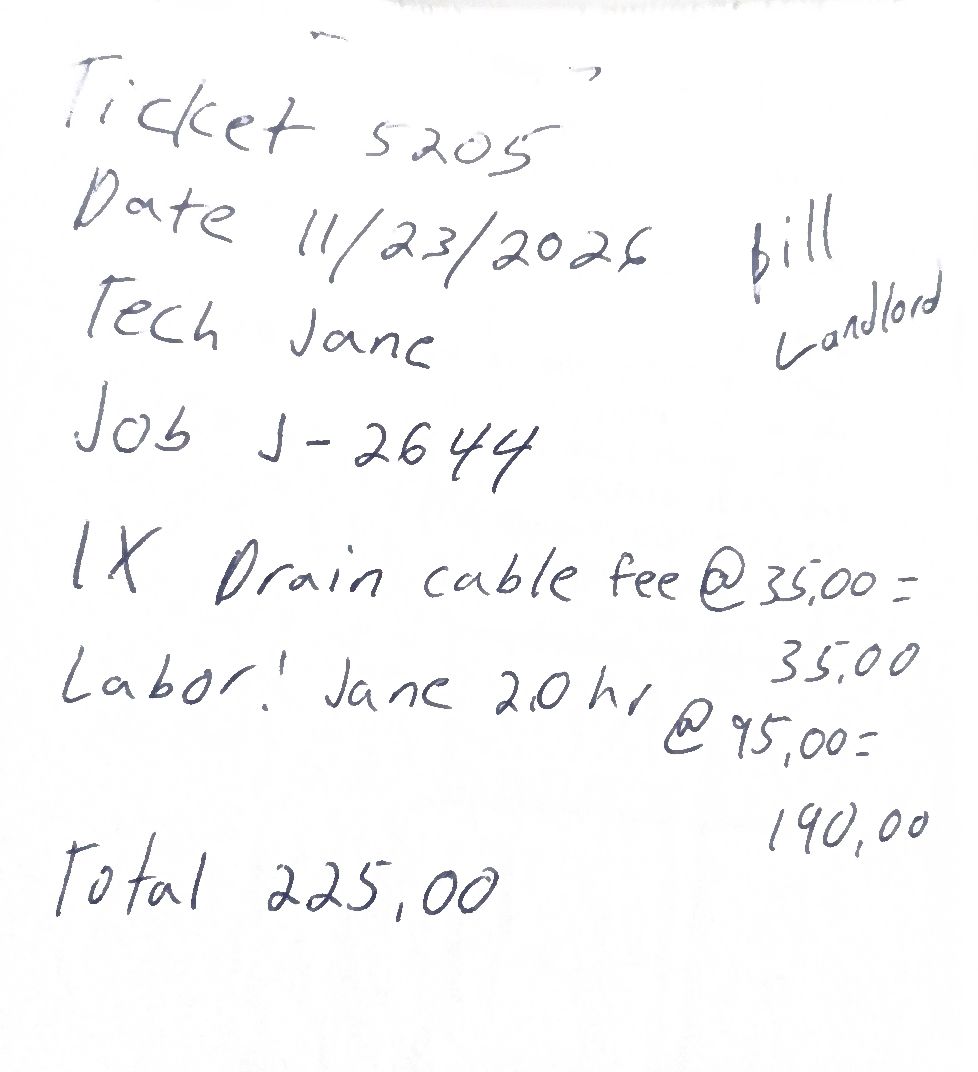 Ticket 5205
Date 11/23/2026
bill
Landlord
Tech Jane
Job J-2644
1X Drain cable fee @ 35.00 =
35.00
Labor: Jane 2.0 hr @ 95.00 =
190.00
Total 225.00